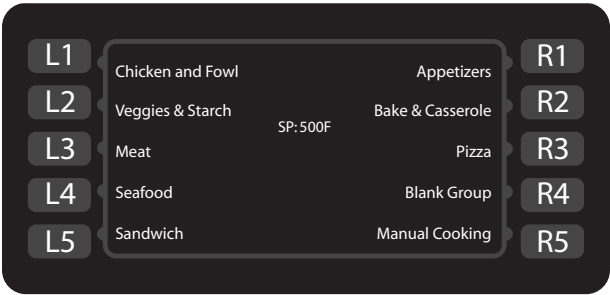 L1 Chicken and Fowl Appetizers R1
L2 Veggies & Starch Bake & Casserole R2
SP:500F
L3 Meat Pizza R3
L4 Seafood Blank Group R4
L5 Sandwich Manual Cooking R5